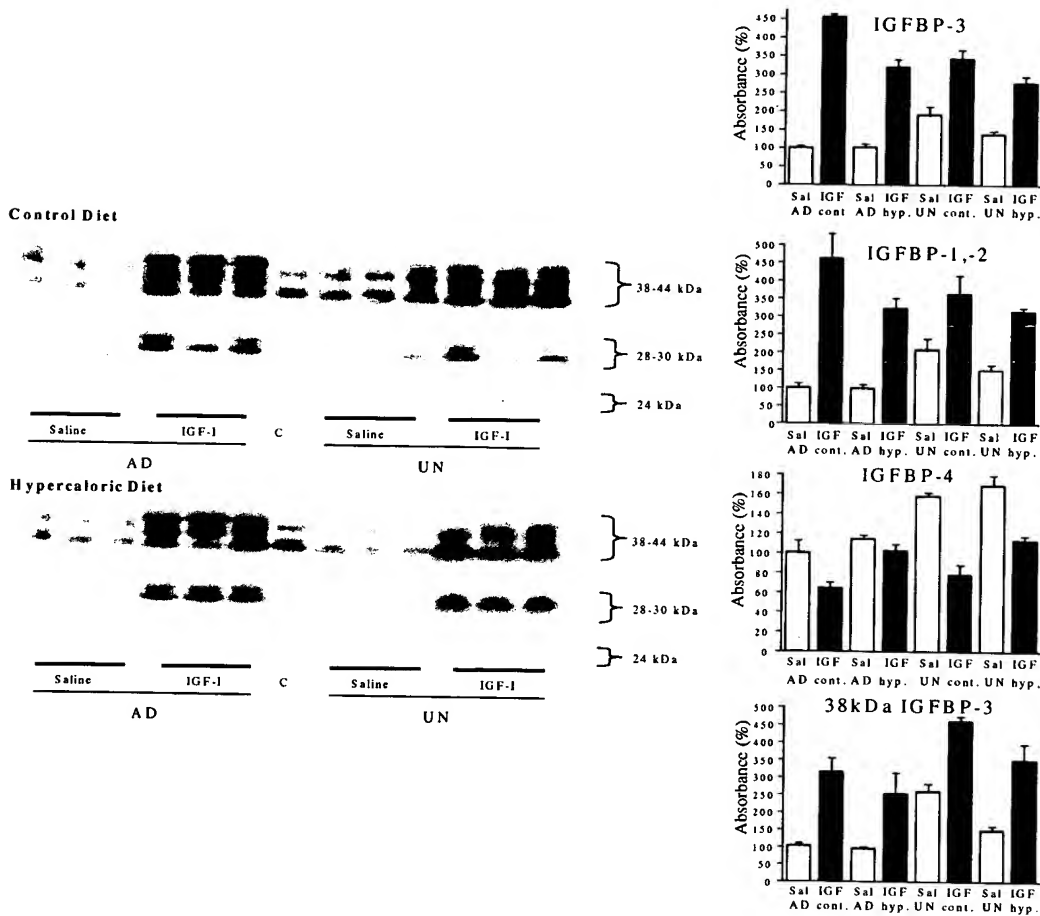 Control Diet
38-44 kDa
28-30 kDa
24 kDa
Saline IGF-I C Saline IGF-I
AD UN
Hypercaloric Diet
38-44 kDa
28-30 kDa
24 kDa
Saline IGF-I C Saline IGF-I
AD UN
IGFBP-3
Absorbance (%)
450
350
300
250
200
150
100
50
0
Sal IGF Sal IGF Sal IGF Sal IGF
AD cont AD hyp. UN cont. UN hyp.
IGFBP-1,-2
Absorbance (%)
500
450
400
350
300
250
200
150
100
50
0
Sal IGF Sal IGF Sal IGF Sal IGF
AD cont. AD hyp. UN cont. UN hyp.
IGFBP-4
Absorbance (%)
180
160
140
120
100
80
60
40
20
0
Sal IGF Sal IGF Sal IGF Sal IGF
AD cont. AD hyp. UN cont. UN hyp.
38kDa IGFBP-3
Absorbance (%)
450
400
350
300
250
200
150
100
50
0
Sal IGF Sal IGF Sal IGF Sal IGF
AD cont. AD hyp. UN cont. UN hyp.